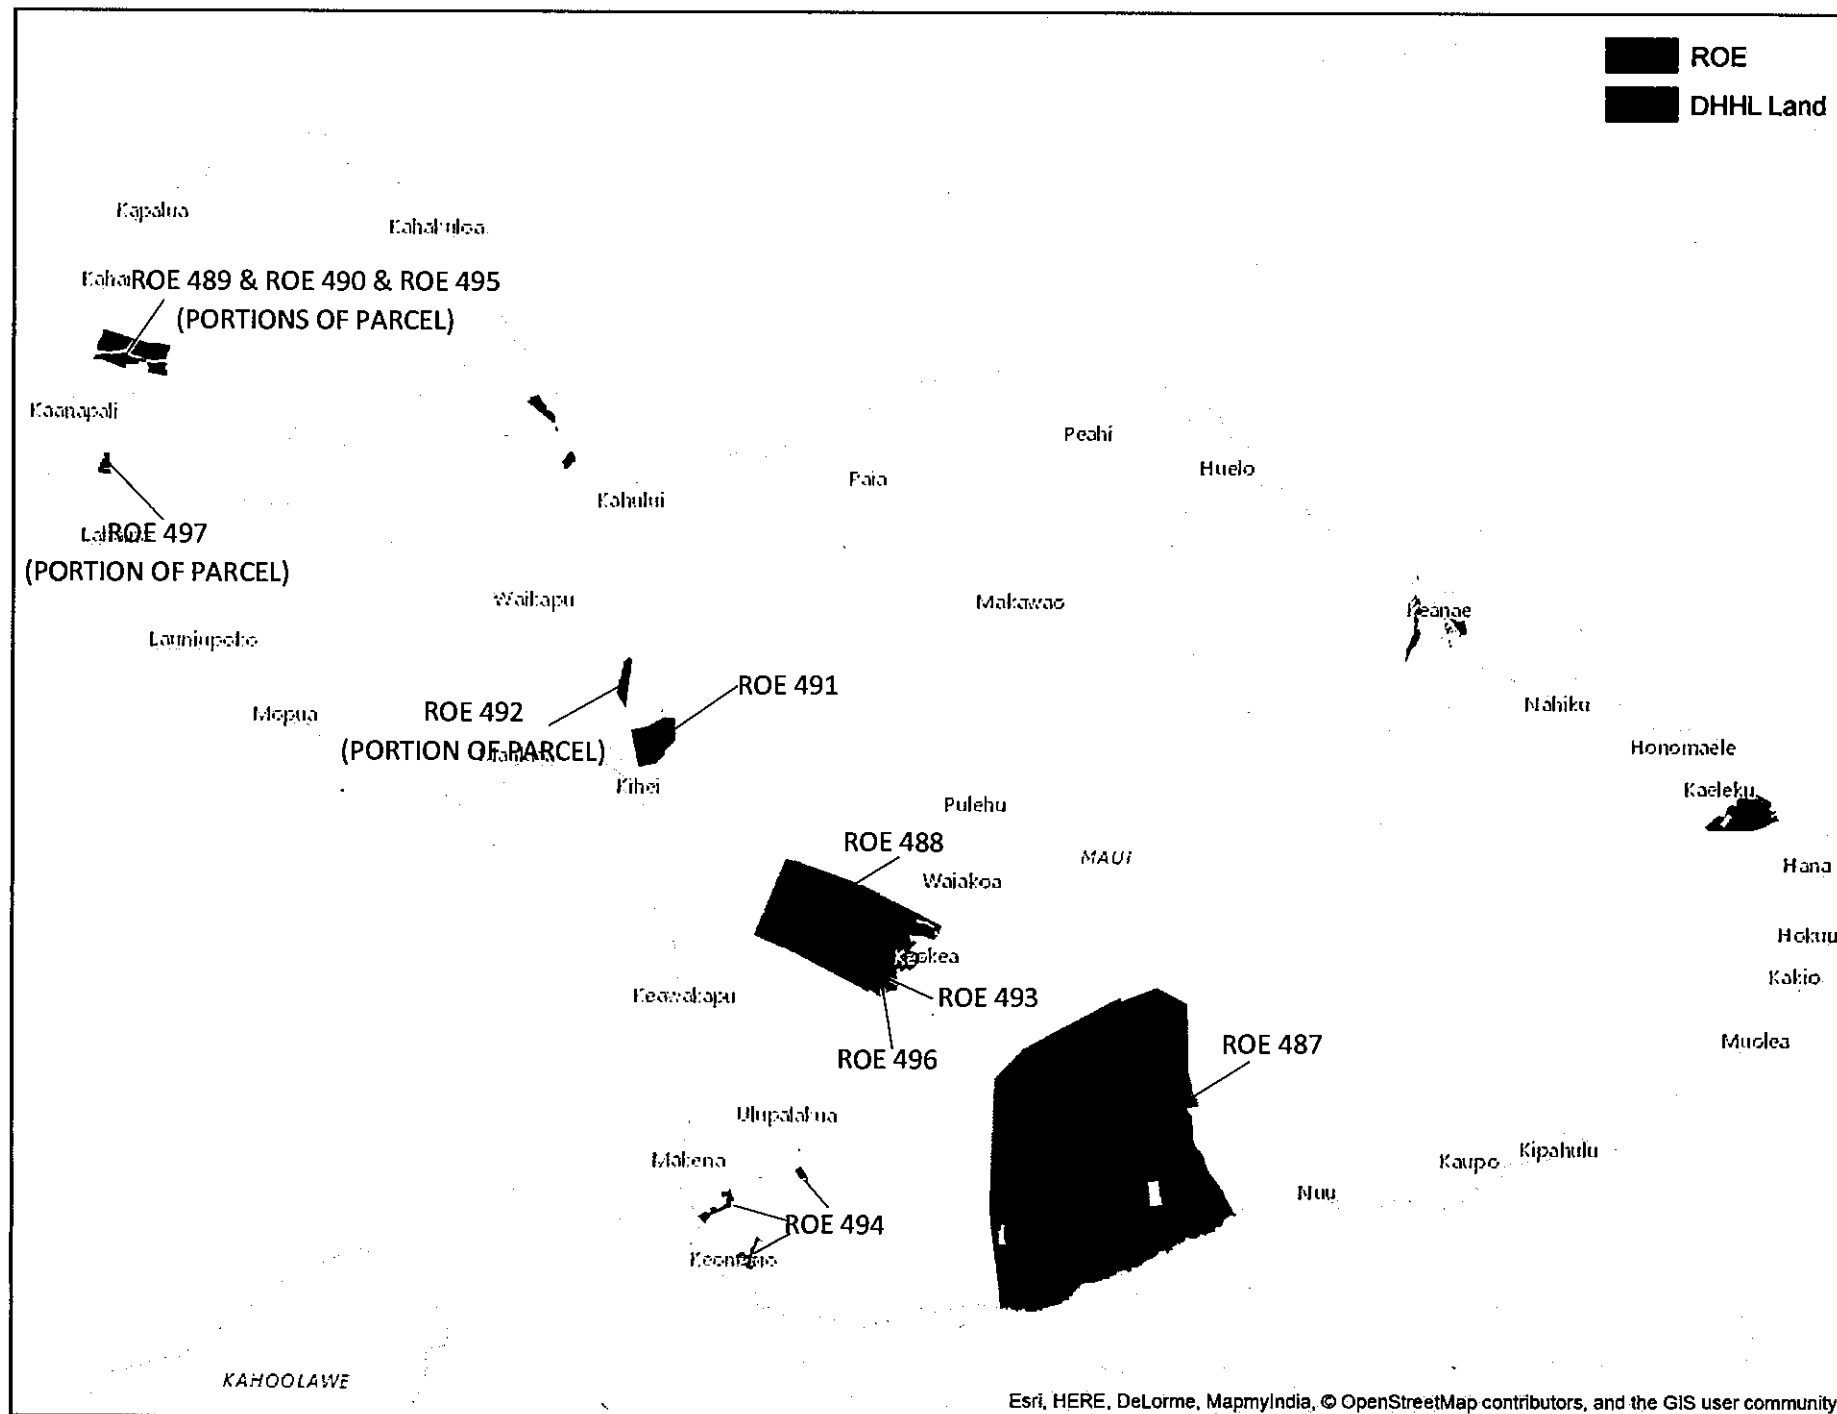 ROE
DHHL Land
Kapalua
Kahakuloa
ROE 489 & ROE 490 & ROE 495
(PORTIONS OF PARCEL)
Kaanapali
Peahi
Huelo
Paia
Kahului
ROE 497
(PORTION OF PARCEL)
Waikapu
Makawao
Keanae
Launiupoko
ROE 491
Mopua
ROE 492
(PORTION OF PARCEL)
Nahiku
Honomaele
Kihei
Kaeleku
Pulehu
ROE 488
MAUI
Hana
Waiakoa
Hokuu
Keokea
Kakio
Keawakapu
ROE 493
ROE 496
ROE 487
Muolea
Ulupalakua
Makena
Kaupo
Kipahulu
Nuu
ROE 494
KAHOOLAWE
Esri, HERE, DeLorme, MapmyIndia, © OpenStreetMap contributors, and the GIS user community